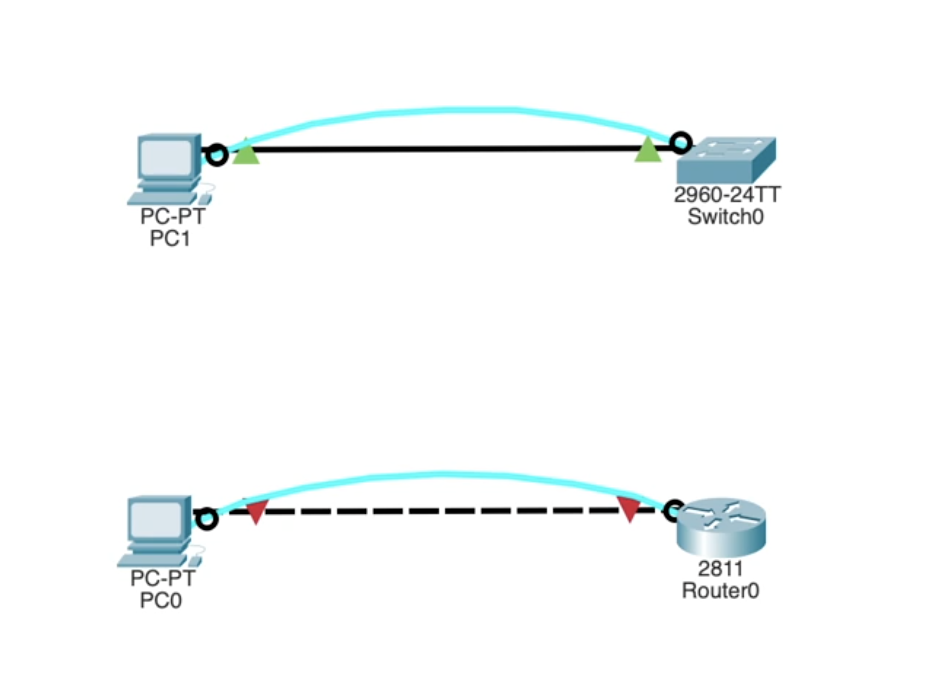 PC-PT
PC1
2960-24TT
Switch0
PC-PT
PC0
2811
Router0